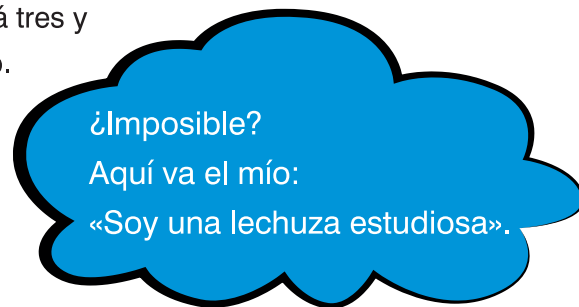 á tres y
.
¿Imposible?
Aquí va el mío:
«Soy una lechuza estudiosa».